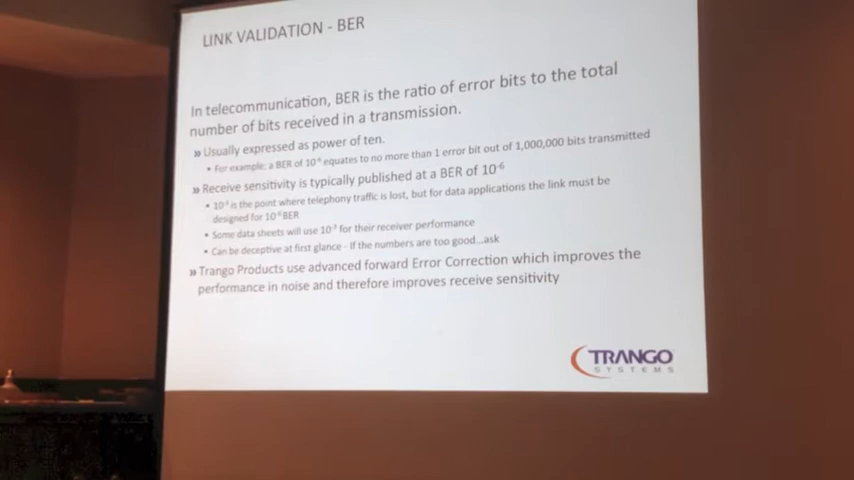 LINK VALIDATION - BER
In telecommunication, BER is the ratio of error bits to the total
number of bits received in a transmission.
» Usually expressed as power of ten.
• For example: a BER of 10⁻⁶ equates to no more than 1 error bit out of 1,000,000 bits transmitted
» Receive sensitivity is typically published at a BER of 10⁻⁶
• 10⁻³ is the point where telephony traffic is lost, but for data applications the link must be
designed for 10⁻⁶ BER
• Some data sheets will use 10⁻³ for their receiver performance
• Can be deceptive at first glance - If the numbers are too good...ask
» Trango Products use advanced forward Error Correction which improves the
performance in noise and therefore improves receive sensitivity
TRANGO
SYSTEMS